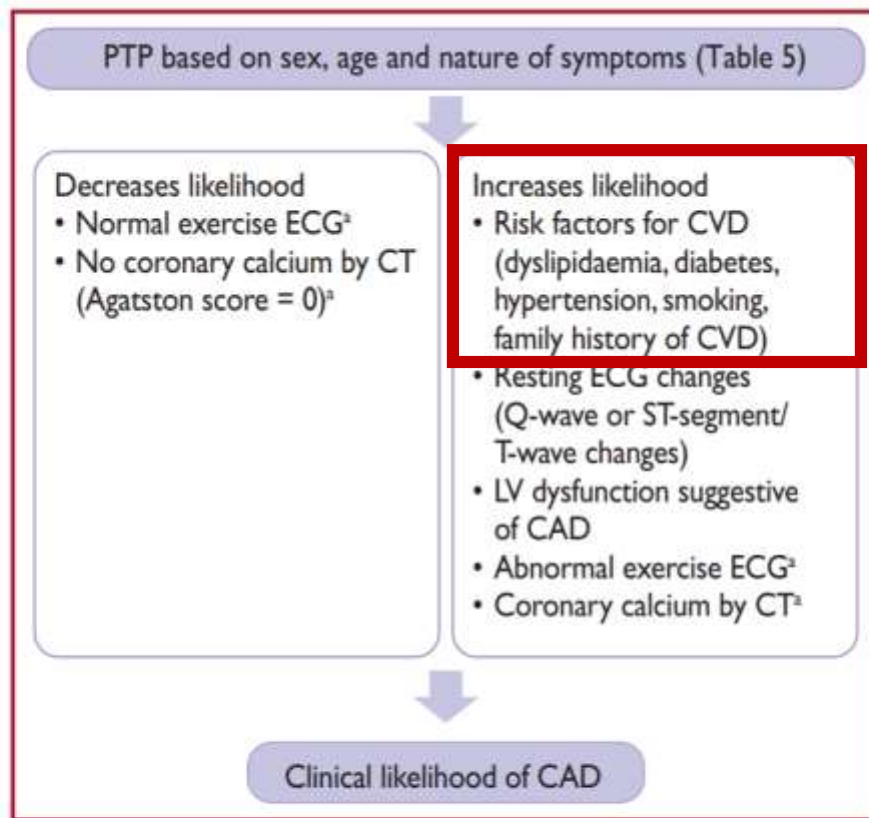 PTP based on sex, age and nature of symptoms (Table 5)
Decreases likelihood
• Normal exercise ECGᵃ
• No coronary calcium by CT
(Agatston score = 0)ᵃ
Increases likelihood
• Risk factors for CVD
(dyslipidaemia, diabetes,
hypertension, smoking,
family history of CVD)
• Resting ECG changes
(Q-wave or ST-segment/
T-wave changes)
• LV dysfunction suggestive
of CAD
• Abnormal exercise ECGᵃ
• Coronary calcium by CTᵃ
Clinical likelihood of CAD